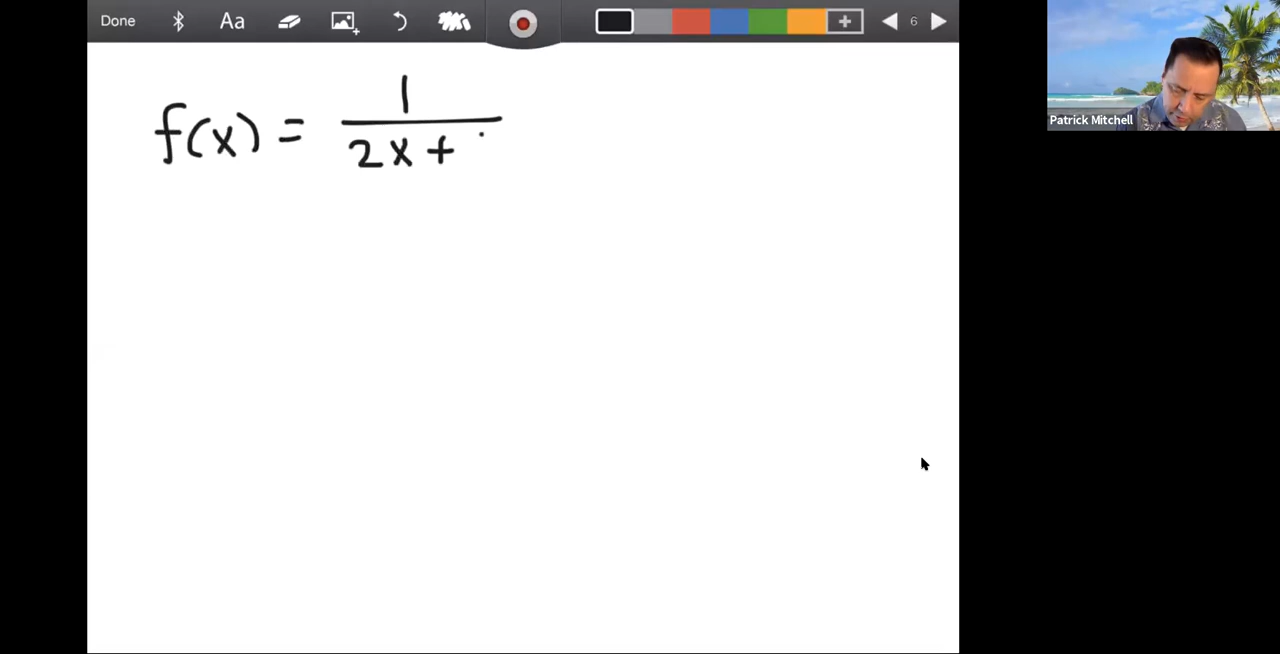 Done Aa 6
Patrick Mitchell
f(x) = 1 / 2x +